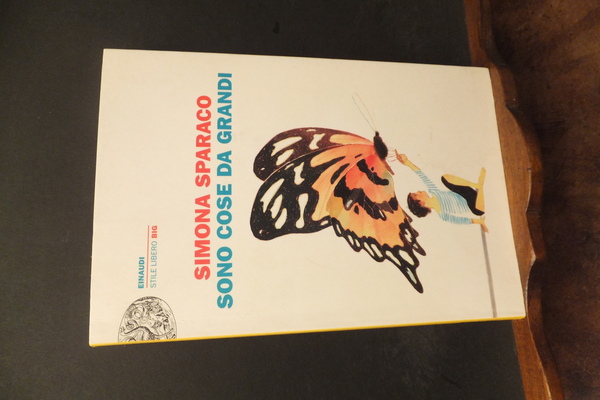 SIMONA SPARACO
SONO COSE DA GRANDI
EINAUDI
STILE LIBERO BIG